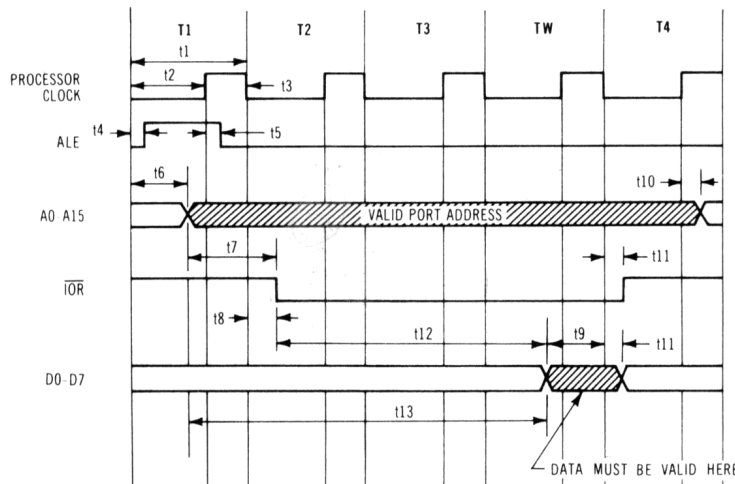 T1 T2 T3 TW T4
t1
t2 t3
PROCESSOR
CLOCK
t4 t5
ALE
t6 t10
A0-A15 VALID PORT ADDRESS
t7 t11
IOR
t8
t12 t9 t11
D0-D7
t13
DATA MUST BE VALID HERE